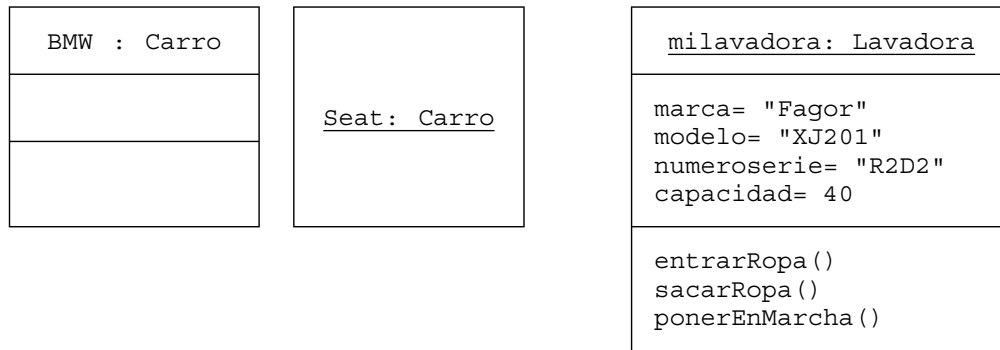 BMW : Carro
Seat: Carro
milavadora: Lavadora
marca= "Fagor"
modelo= "XJ201"
numeroserie= "R2D2"
capacidad= 40
entrarRopa()
sacarRopa()
ponerEnMarcha()